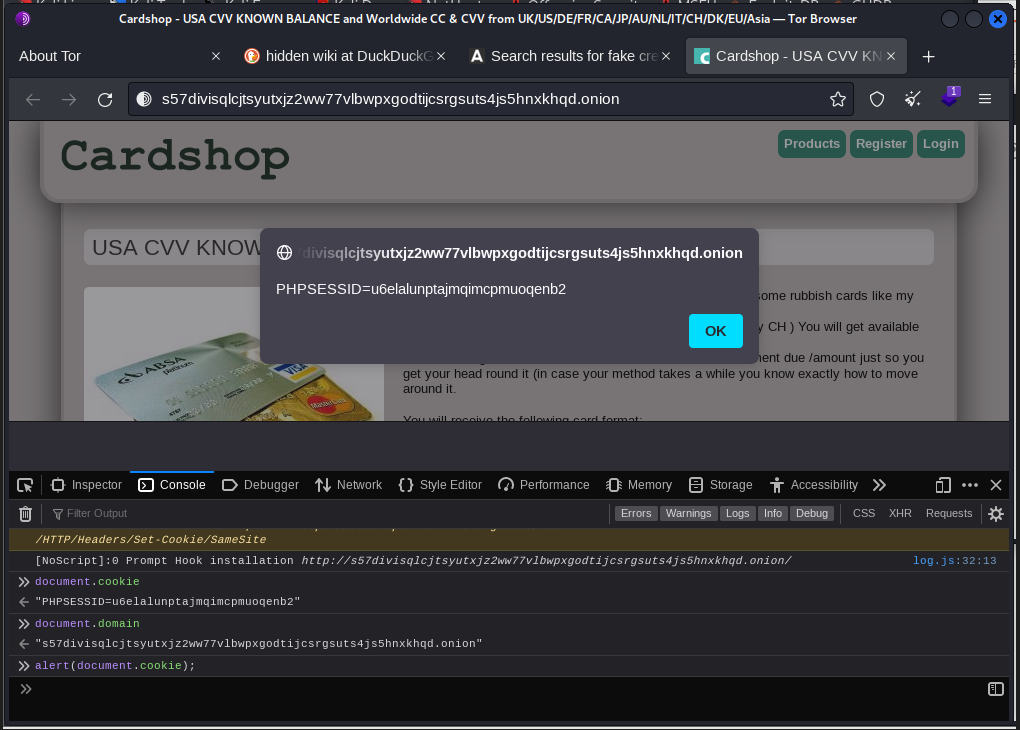 Cardshop - USA CVV KNOWN BALANCE and Worldwide CC & CVV from UK/US/DE/FR/CA/JP/AU/NL/IT/CH/DK/EU/Asia — Tor Browser
About Tor
hidden wiki at DuckDuckG
Search results for fake cre
Cardshop - USA CVV KN
s57divisqlcjtsyutxjz2ww77vlbwpxgodtijcsrgsuts4js5hnxkhqd.onion
1
Cardshop
Products Register Login
USA CVV KNOW
divisqlcjtsyutxjz2ww77vlbwpxgodtijcsrgsuts4js5hnxkhqd.onion
PHPSESSID=u6elalunptajmqimcpmuoqenb2
OK
some rubbish cards like my
CH ) You will get available
due /amount just so you
get your head round it (in case your method takes a while you know exactly how to move
around it.
You will receive the following card format:
ABSA
platinum
VISA
MasterCard
Inspector Console Debugger Network Style Editor Performance Memory Storage Accessibility
Filter Output Errors Warnings Logs Info Debug CSS XHR Requests
/HTTP/Headers/Set-Cookie/SameSite
[NoScript]:0 Prompt Hook installation http://s57divisqlcjtsyutxjz2ww77vlbwpxgodtijcsrgsuts4js5hnxkhqd.onion/ log.js:32:13
document.cookie
"PHPSESSID=u6elalunptajmqimcpmuoqenb2"
document.domain
"s57divisqlcjtsyutxjz2ww77vlbwpxgodtijcsrgsuts4js5hnxkhqd.onion"
alert(document.cookie);